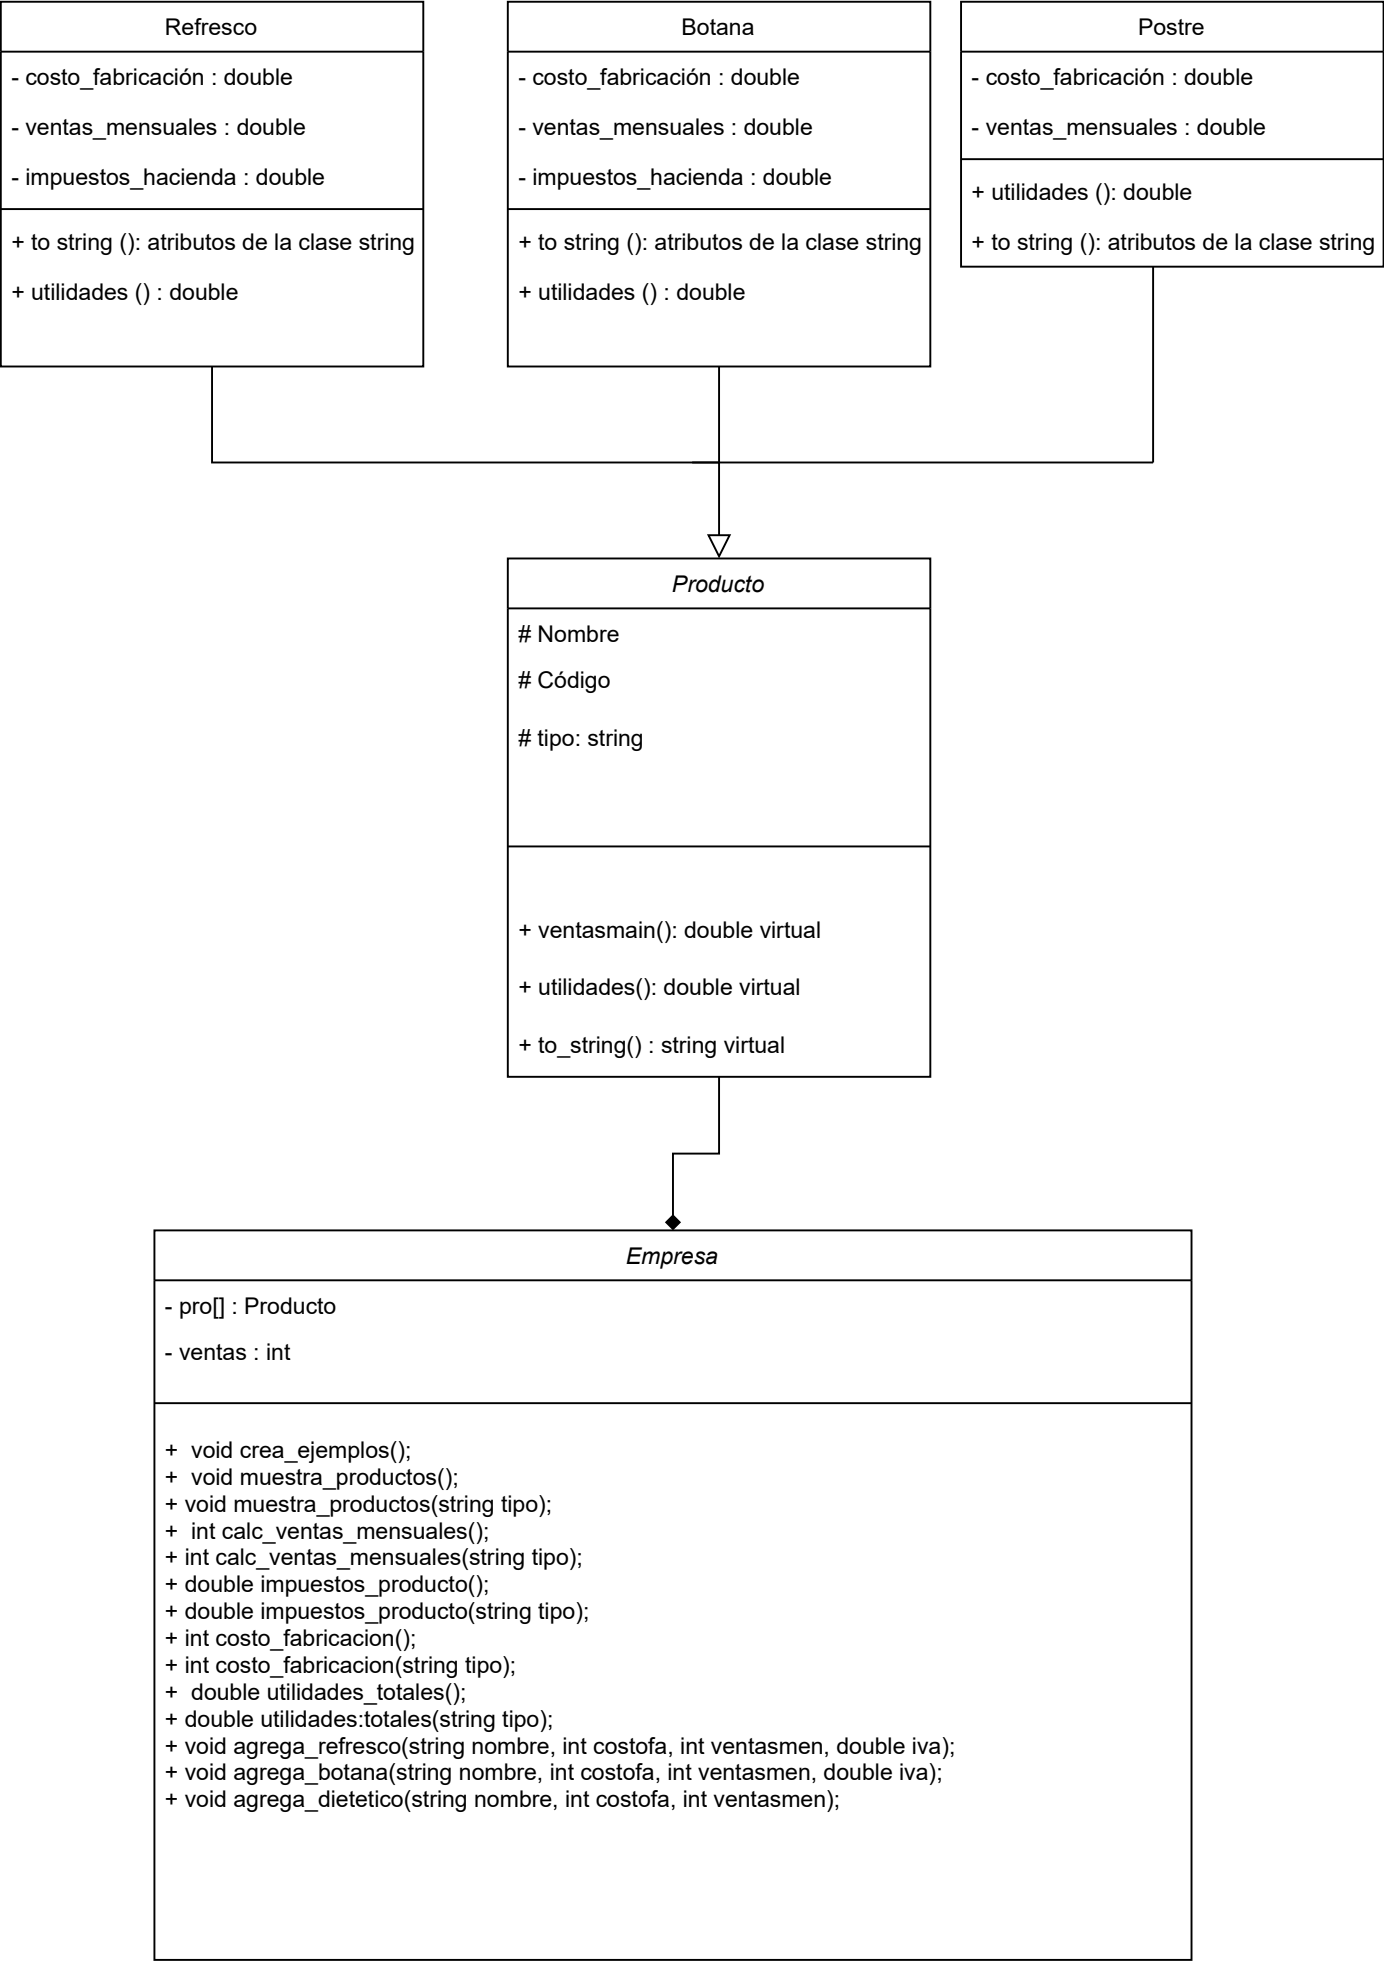 Refresco
- costo_fabricación : double
- ventas_mensuales : double
- impuestos_hacienda : double
+ to string (): atributos de la clase string
+ utilidades () : double
Botana
- costo_fabricación : double
- ventas_mensuales : double
- impuestos_hacienda : double
+ to string (): atributos de la clase string
+ utilidades () : double
Postre
- costo_fabricación : double
- ventas_mensuales : double
+ utilidades (): double
+ to string (): atributos de la clase string
Producto
# Nombre
# Código
# tipo: string
+ ventasmain(): double virtual
+ utilidades(): double virtual
+ to_string() : string virtual
Empresa
- pro[] : Producto
- ventas : int
+  void crea_ejemplos();
+  void muestra_productos();
+ void muestra_productos(string tipo);
+  int calc_ventas_mensuales();
+ int calc_ventas_mensuales(string tipo);
+ double impuestos_producto();
+ double impuestos_producto(string tipo);
+ int costo_fabricacion();
+ int costo_fabricacion(string tipo);
+  double utilidades_totales();
+ double utilidades:totales(string tipo);
+ void agrega_refresco(string nombre, int costofa, int ventasmen, double iva);
+ void agrega_botana(string nombre, int costofa, int ventasmen, double iva);
+ void agrega_dietetico(string nombre, int costofa, int ventasmen);